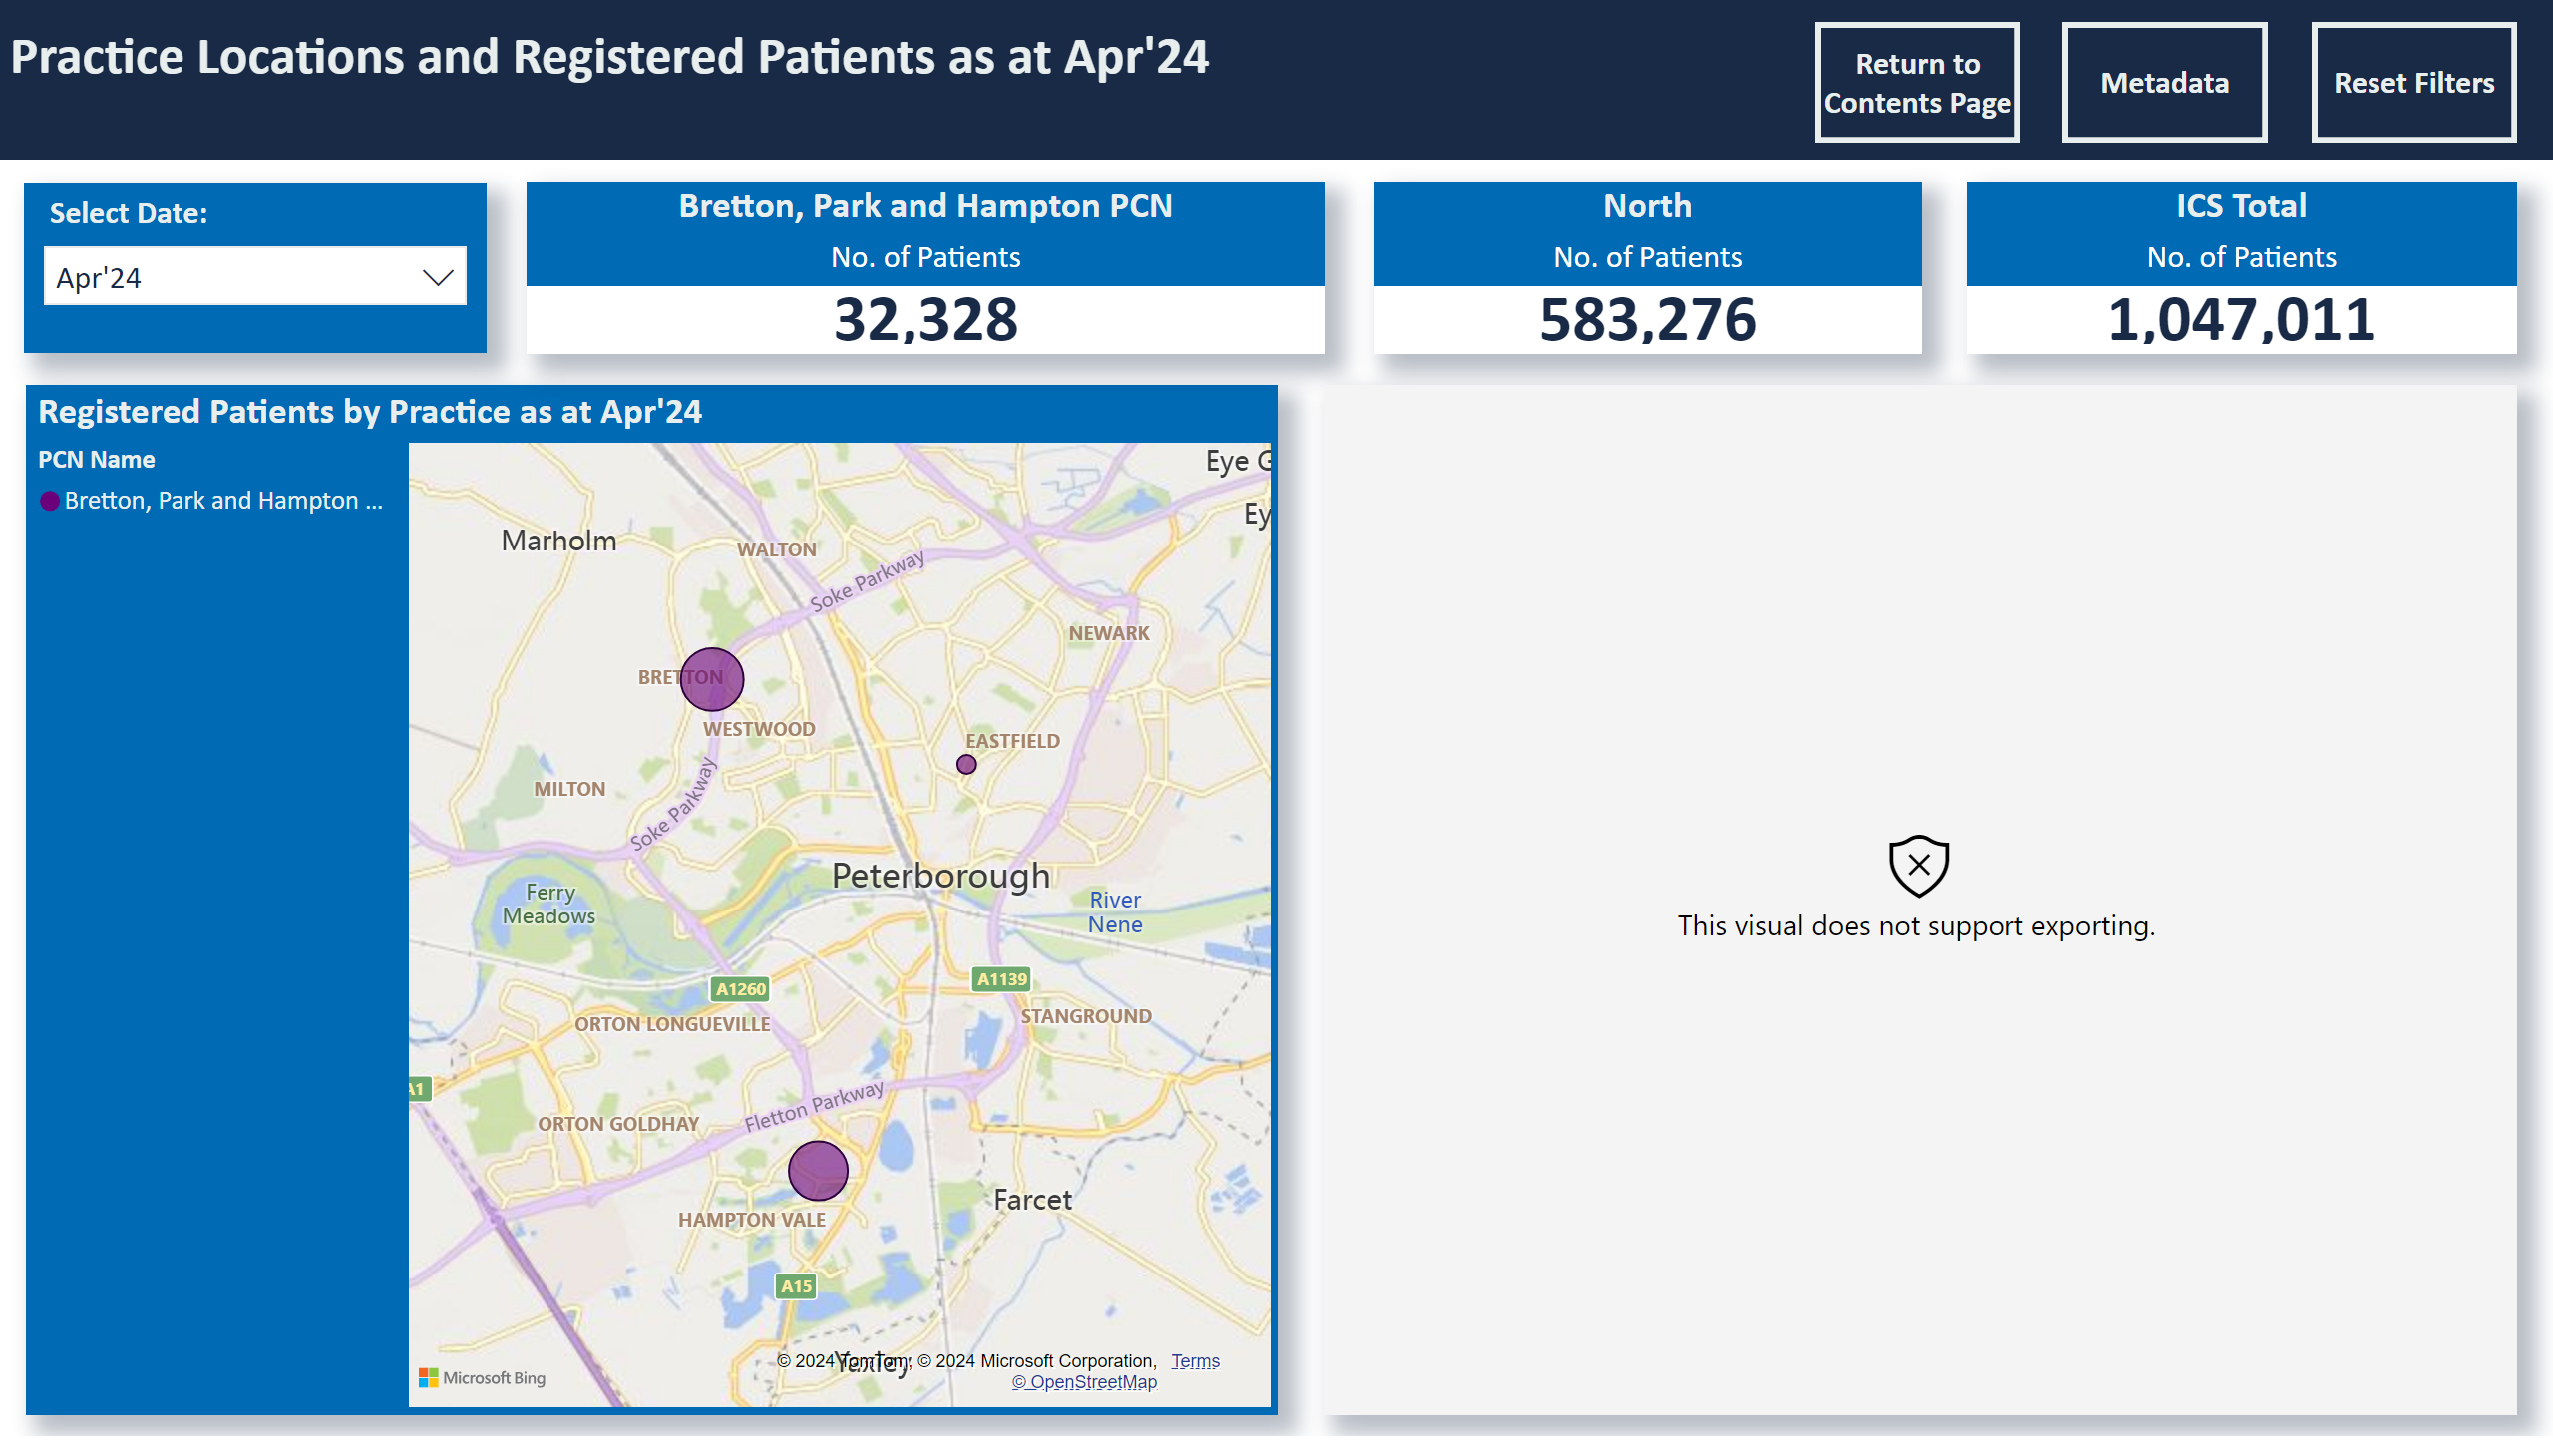 Practice Locations and Registered Patients as at Apr'24
Return to
Contents Page
Metadata
Reset Filters
Select Date:
Apr'24
Bretton, Park and Hampton PCN
No. of Patients
32,328
North
No. of Patients
583,276
ICS Total
No. of Patients
1,047,011
Registered Patients by Practice as at Apr'24
PCN Name
Bretton, Park and Hampton ...
Eye G
Ey
Marholm
WALTON
Soke Parkway
NEWARK
BRETTON
WESTWOOD
EASTFIELD
MILTON
Soke Parkway
Peterborough
Ferry
Meadows
River
Nene
A1260
A1139
ORTON LONGUEVILLE
STANGROUND
A1
Fletton Parkway
ORTON GOLDHAY
Farcet
HAMPTON VALE
A15
Yaxley
© 2024 TomTom, © 2024 Microsoft Corporation, Terms
© OpenStreetMap
Microsoft Bing
This visual does not support exporting.